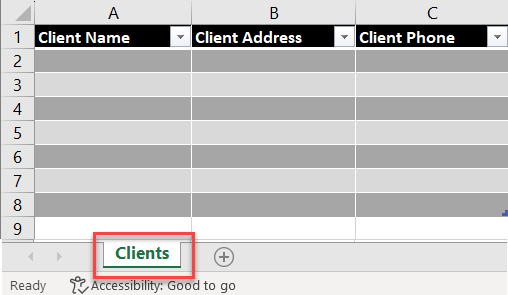 A B C
1 Client Name Client Address Client Phone
2
3
4
5
6
7
8
9
Clients
Ready Accessibility: Good to go